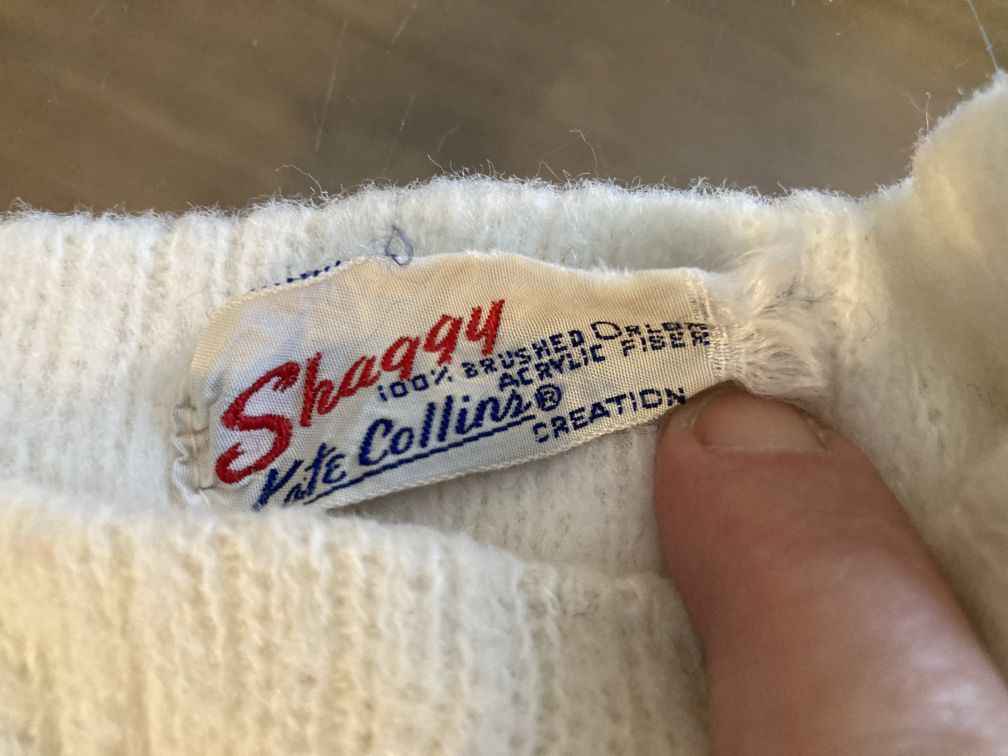 Shaggy
100% BRUSHED ORLON
ACRYLIC FIBER
Kate Collins®
CREATION